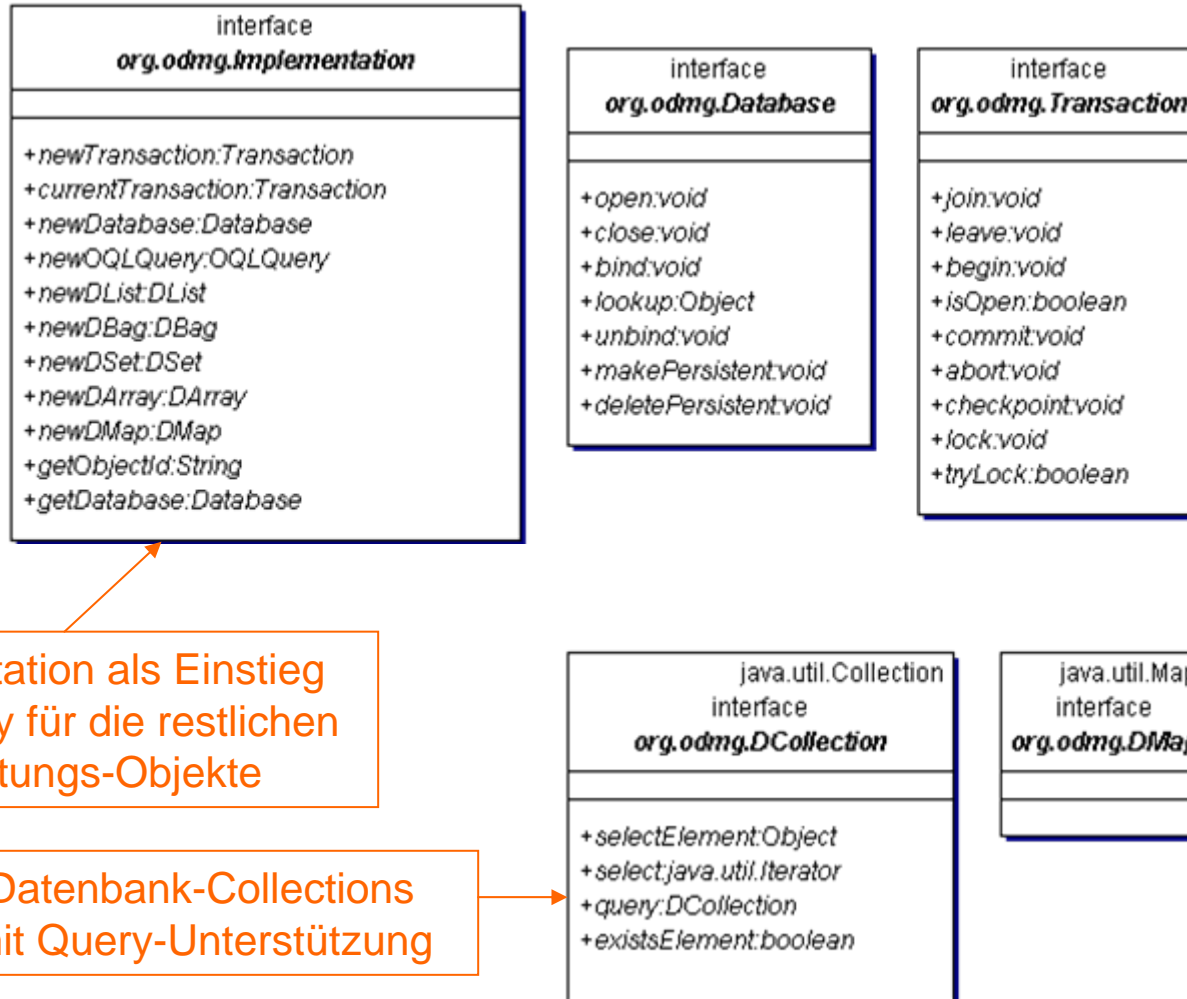 interface
org.odmg.Implementation
+newTransaction:Transaction
+currentTransaction:Transaction
+newDatabase:Database
+newOQLQuery:OQLQuery
+newDList:DList
+newDBag:DBag
+newDSet:DSet
+newDArray:DArray
+newDMap:DMap
+getObjectId:String
+getDatabase:Database
interface
org.odmg.Database
+open:void
+close:void
+bind:void
+lookup:Object
+unbind:void
+makePersistent:void
+deletePersistent:void
interface
org.odmg.Transaction
+join:void
+leave:void
+begin:void
+isOpen:boolean
+commit:void
+abort:void
+checkpoint:void
+lock:void
+tryLock:boolean
tation als Einstieg
y für die restlichen
tungs-Objekte
Datenbank-Collections
it Query-Unterstützung
java.util.Collection
interface
org.odmg.DCollection
+selectElement:Object
+select:java.util.Iterator
+query:DCollection
+existsElement:boolean
java.util.Map
interface
org.odmg.DMap